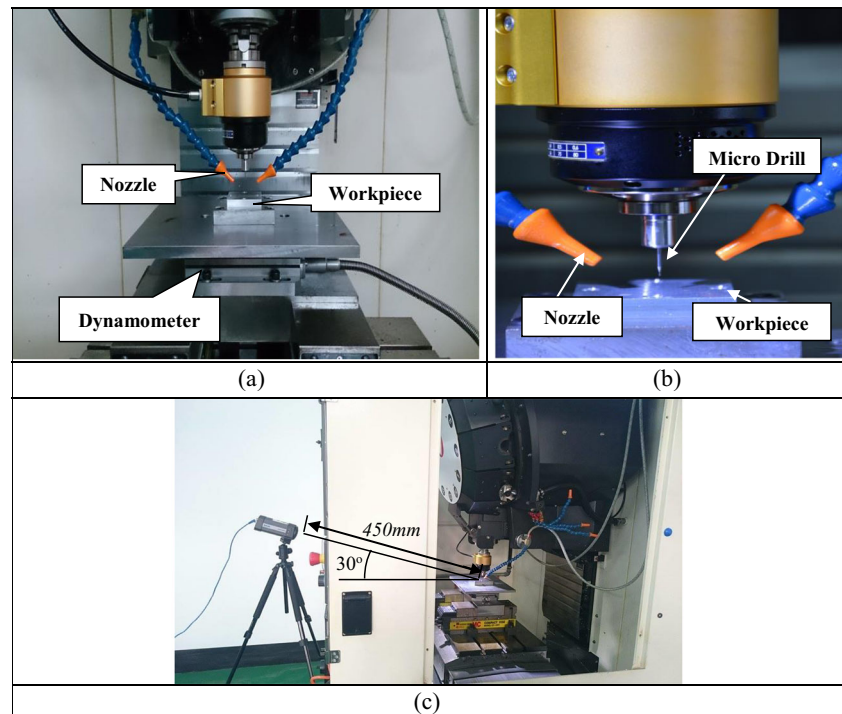 Nozzle
Workpiece
Dynamometer
Micro Drill
Nozzle
Workpiece
(a)
(b)
450mm
30°
(c)